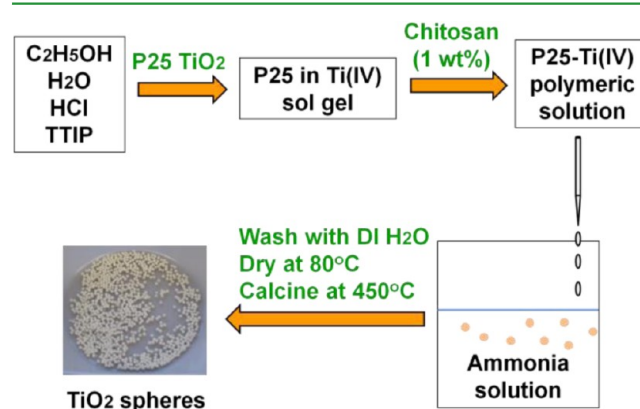 C2H5OH
H2O
HCl
TTIP
P25 TiO2
P25 in Ti(IV)
sol gel
Chitosan
(1 wt%)
P25-Ti(IV)
polymeric
solution
Wash with DI H2O
Dry at 80°C
Calcine at 450°C
Ammonia
solution
TiO2 spheres